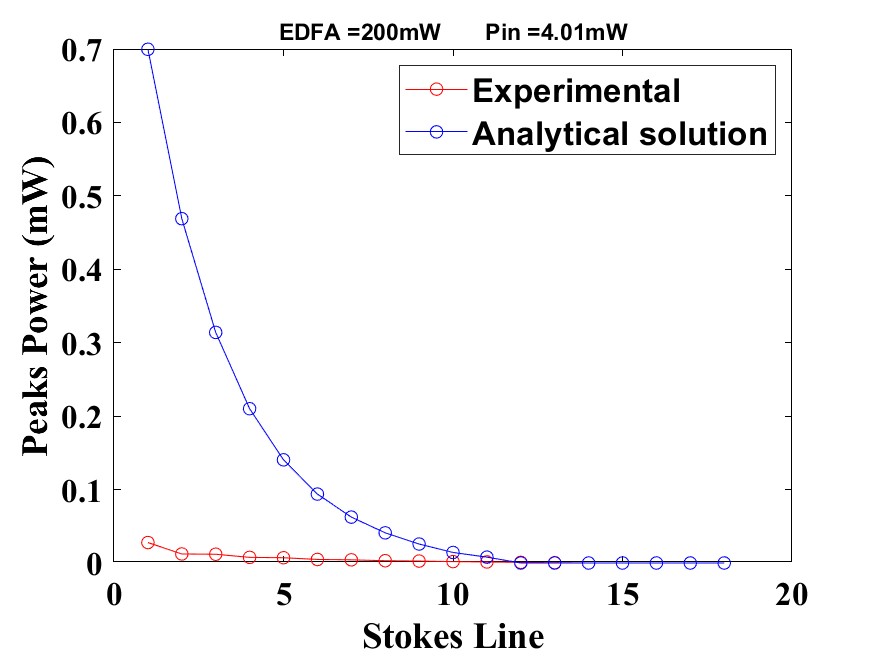 EDFA =200mW Pin =4.01mW
Experimental
Analytical solution
Peaks Power (mW)
0.7
0.6
0.5
0.4
0.3
0.2
0.1
0
0 5 10 15 20
Stokes Line